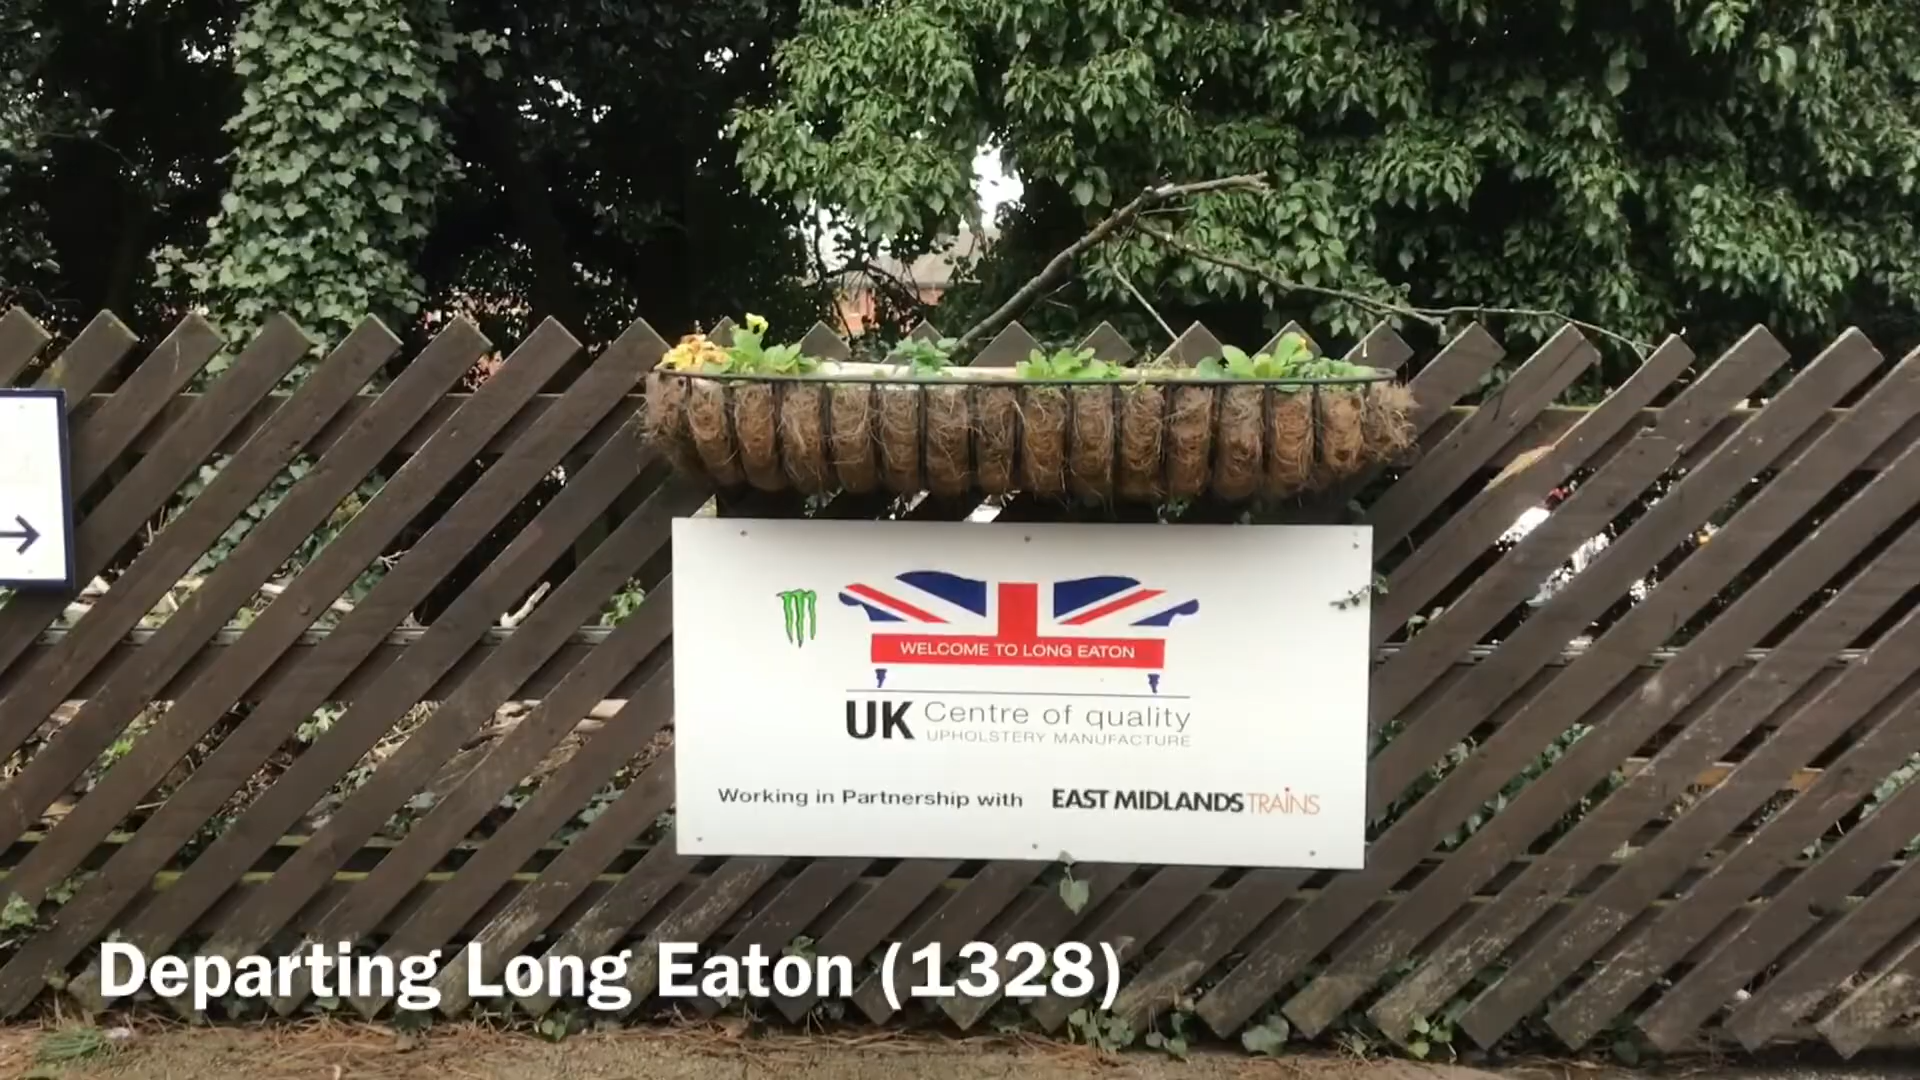 WELCOME TO LONG EATON
UK Centre of quality
UPHOLSTERY MANUFACTURE
Working in Partnership with EAST MIDLANDS TRAINS
Departing Long Eaton (1328)